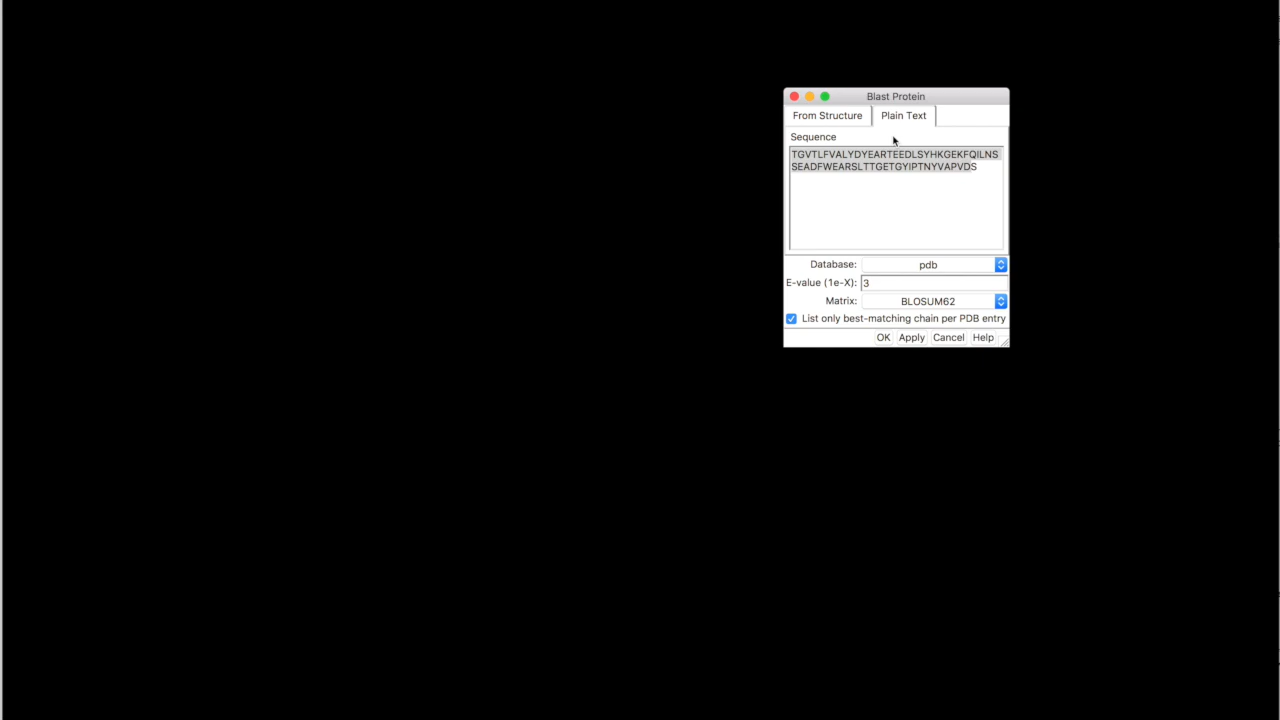 Blast Protein
From Structure
Plain Text
Sequence
TGVTLFVALYDYEARTEEDLSYHKGEKFQILNS
SEADFWEARSLTTGETGYIPTNYVAPVDS
Database: pdb
E-value (1e-X): 3
Matrix: BLOSUM62
List only best-matching chain per PDB entry
OK Apply Cancel Help